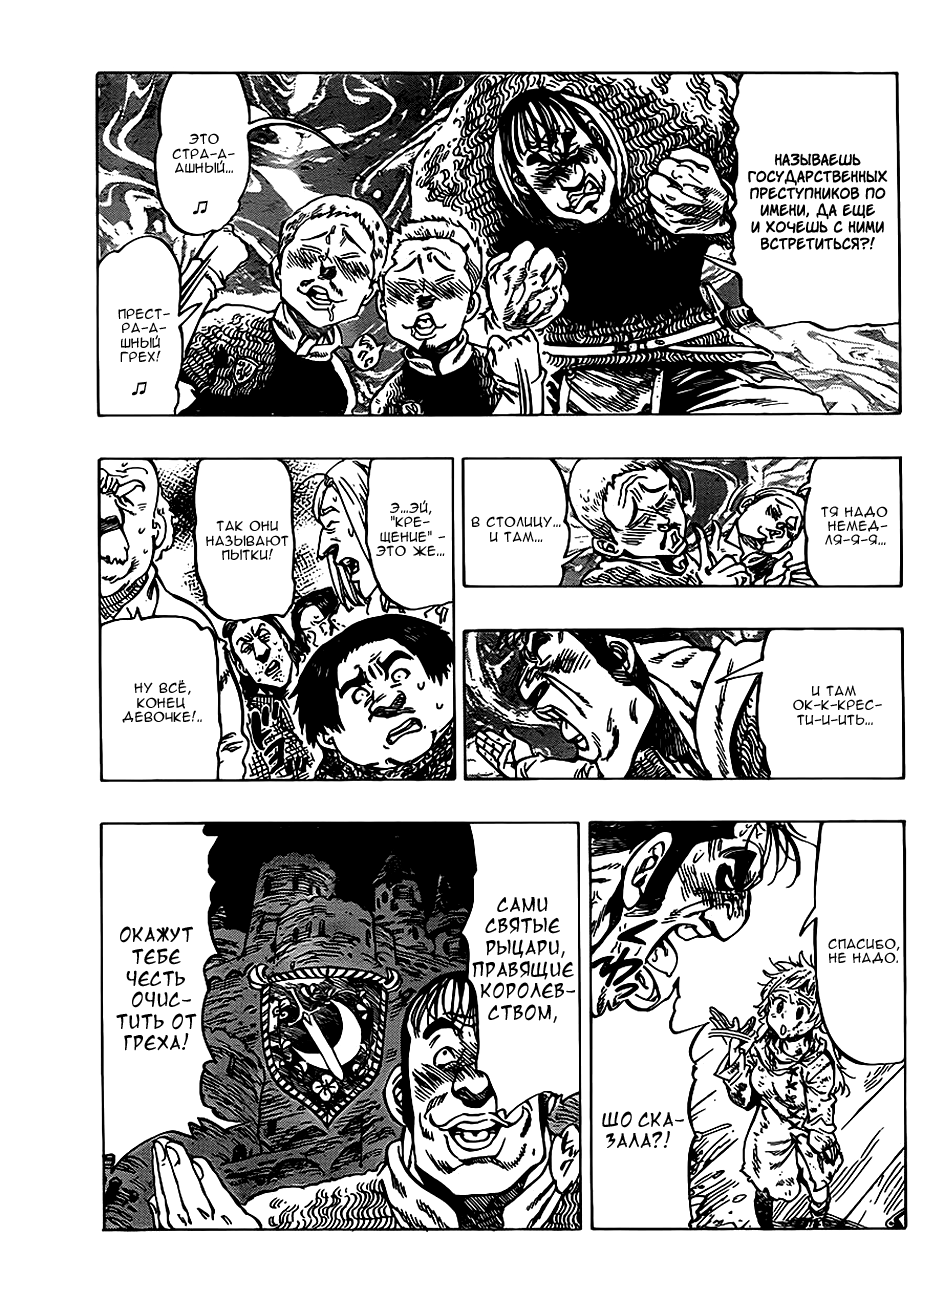 НАЗЫВАЕШЬ
ГОСУДАРСТВЕННЫХ
ПРЕСТУПНИКОВ ПО
ИМЕНИ, ДА ЕЩЕ
И ХОЧЕШЬ С НИМИ
ВСТРЕТИТЬСЯ?!
ЭТО
СТРА-А-
АШНЫЙ...
♫
ПРЕСТ-
РА-А-
ШНЫЙ
ГРЕХ!
♫
ТЯ НАДО
НЕМЕД-
ЛЯ-Я-Я...
В СТОЛИЦУ...
И ТАМ...
И ТАМ
ОК-К-КРЕС-
ТИ-И-ИТЬ...
Э...ЭЙ,
"КРЕ-
ЩЕНИЕ" -
ЭТО ЖЕ...
ТАК ОНИ
НАЗЫВАЮТ
ПЫТКИ!
НУ ВСЁ,
КОНЕЦ
ДЕВОЧКЕ!..
СПАСИБО,
НЕ НАДО.
ШО СКА-
ЗАЛА?!
САМИ
СВЯТЫЕ
РЫЦАРИ,
ПРАВЯЩИЕ
КОРОЛЕВ-
СТВОМ,
ОКАЖУТ
ТЕБЕ
ЧЕСТЬ
ОЧИС-
ТИТЬ ОТ
ГРЕХА!